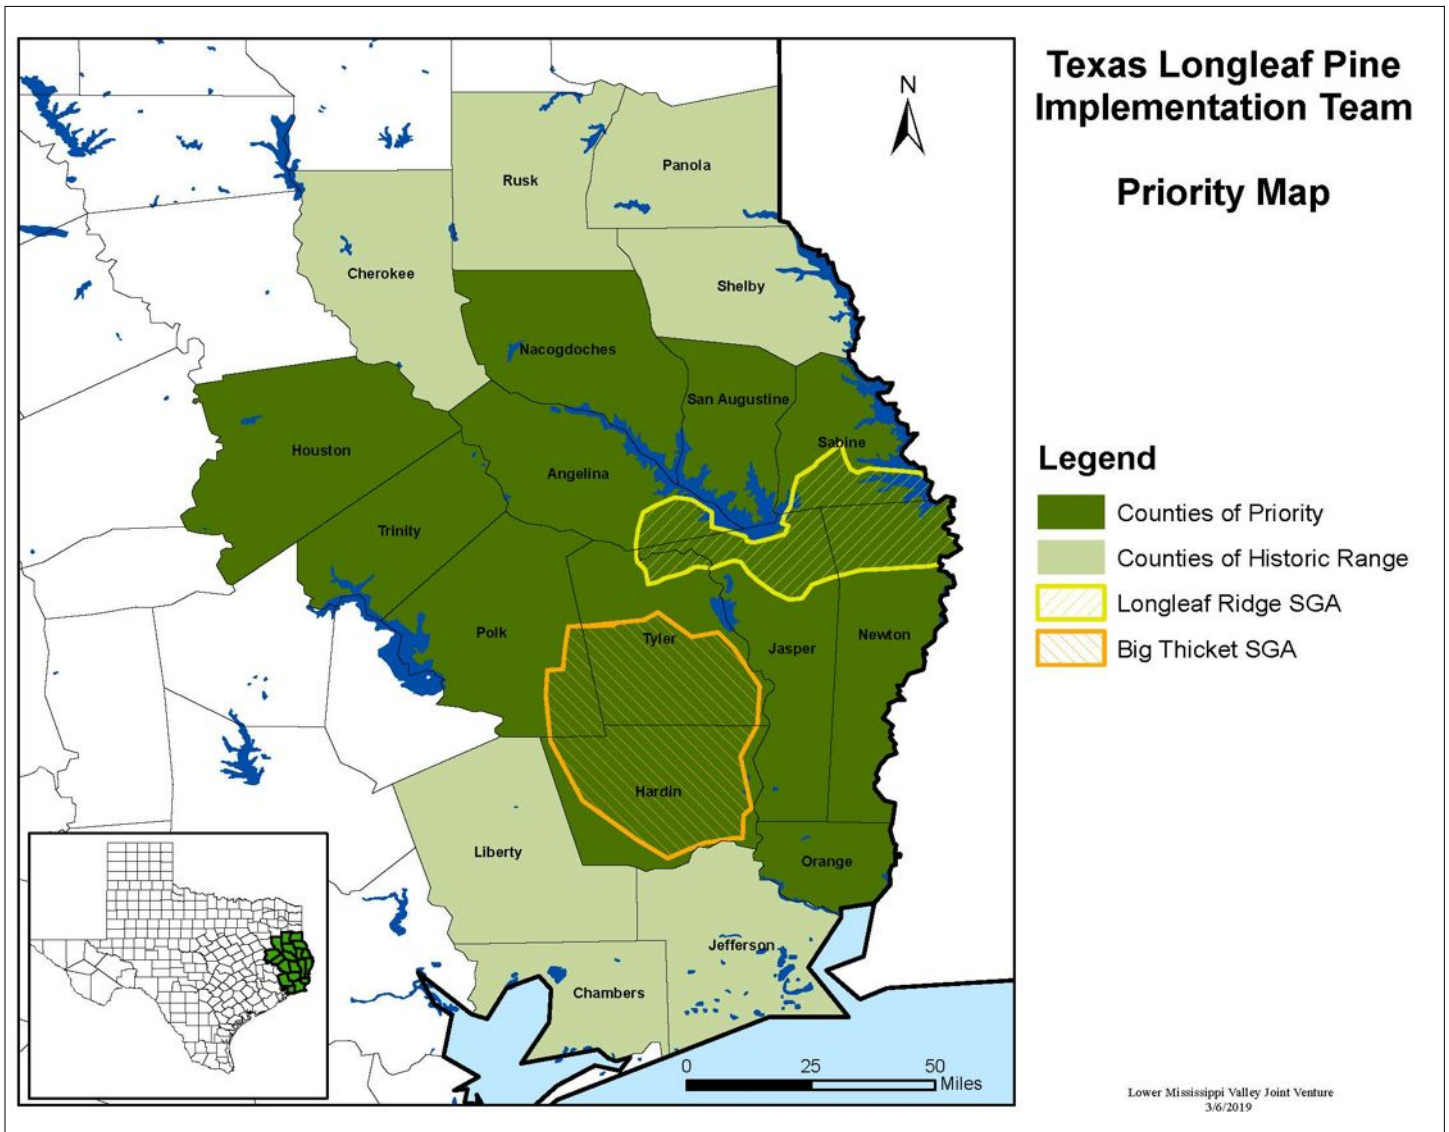 Texas Longleaf Pine
Implementation Team
Priority Map
N
Rusk
Panola
Cherokee
Shelby
Nacogdoches
San Augustine
Sabine
Houston
Angelina
Trinity
Polk
Tyler
Jasper
Newton
Hardin
Liberty
Orange
Jefferson
Chambers
Legend
Counties of Priority
Counties of Historic Range
Longleaf Ridge SGA
Big Thicket SGA
0 25 50
Miles
Lower Mississippi Valley Joint Venture
3/6/2019